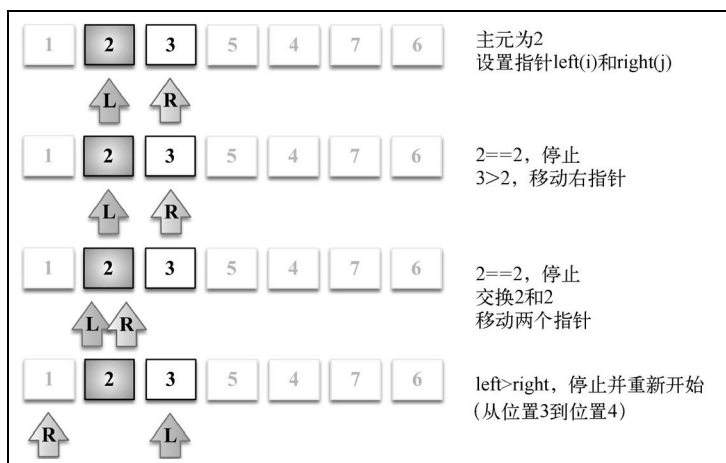 1 2 3 5 4 7 6
主元为2
设置指针left(i)和right(j)
L R
1 2 3 5 4 7 6
2==2，停止
3>2，移动右指针
L R
1 2 3 5 4 7 6
2==2，停止
交换2和2
移动两个指针
L R
1 2 3 5 4 7 6
left>right，停止并重新开始
（从位置3到位置4）
R L